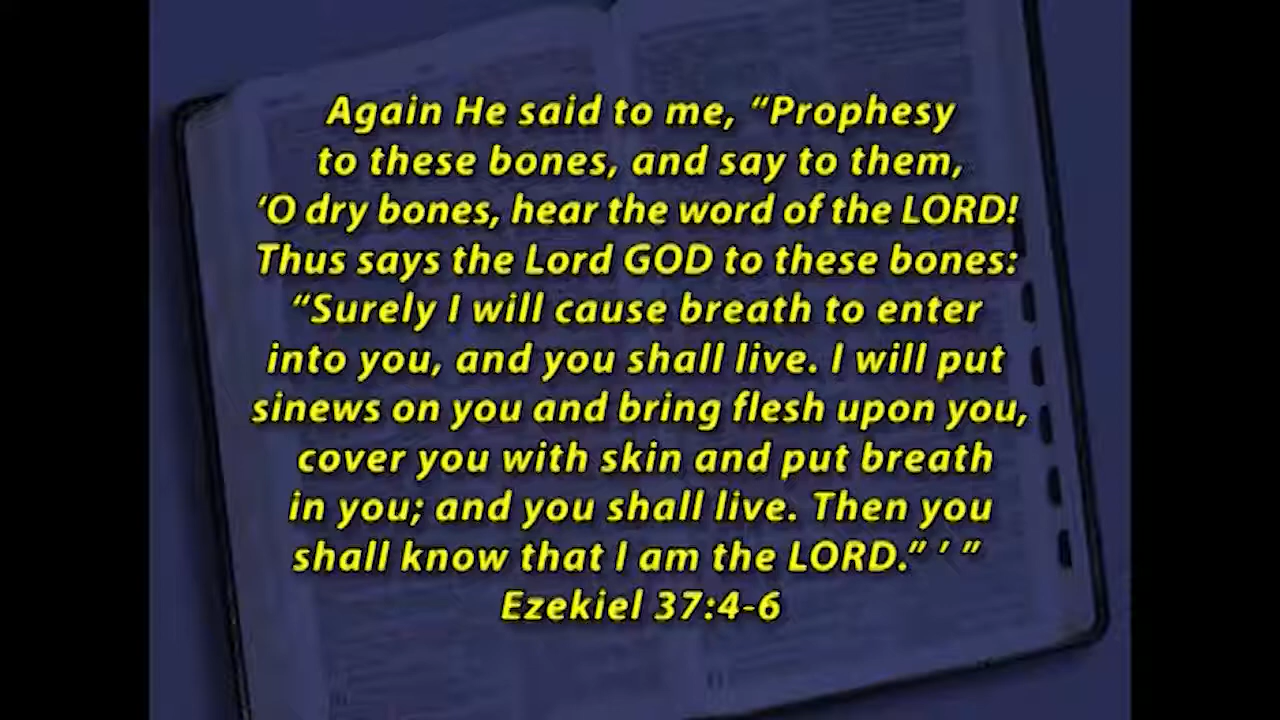 Again He said to me, “Prophesy
to these bones, and say to them,
‘O dry bones, hear the word of the LORD!
Thus says the Lord GOD to these bones:
“Surely I will cause breath to enter
into you, and you shall live. I will put
sinews on you and bring flesh upon you,
cover you with skin and put breath
in you; and you shall live. Then you
shall know that I am the LORD.” ’ ”
Ezekiel 37:4-6